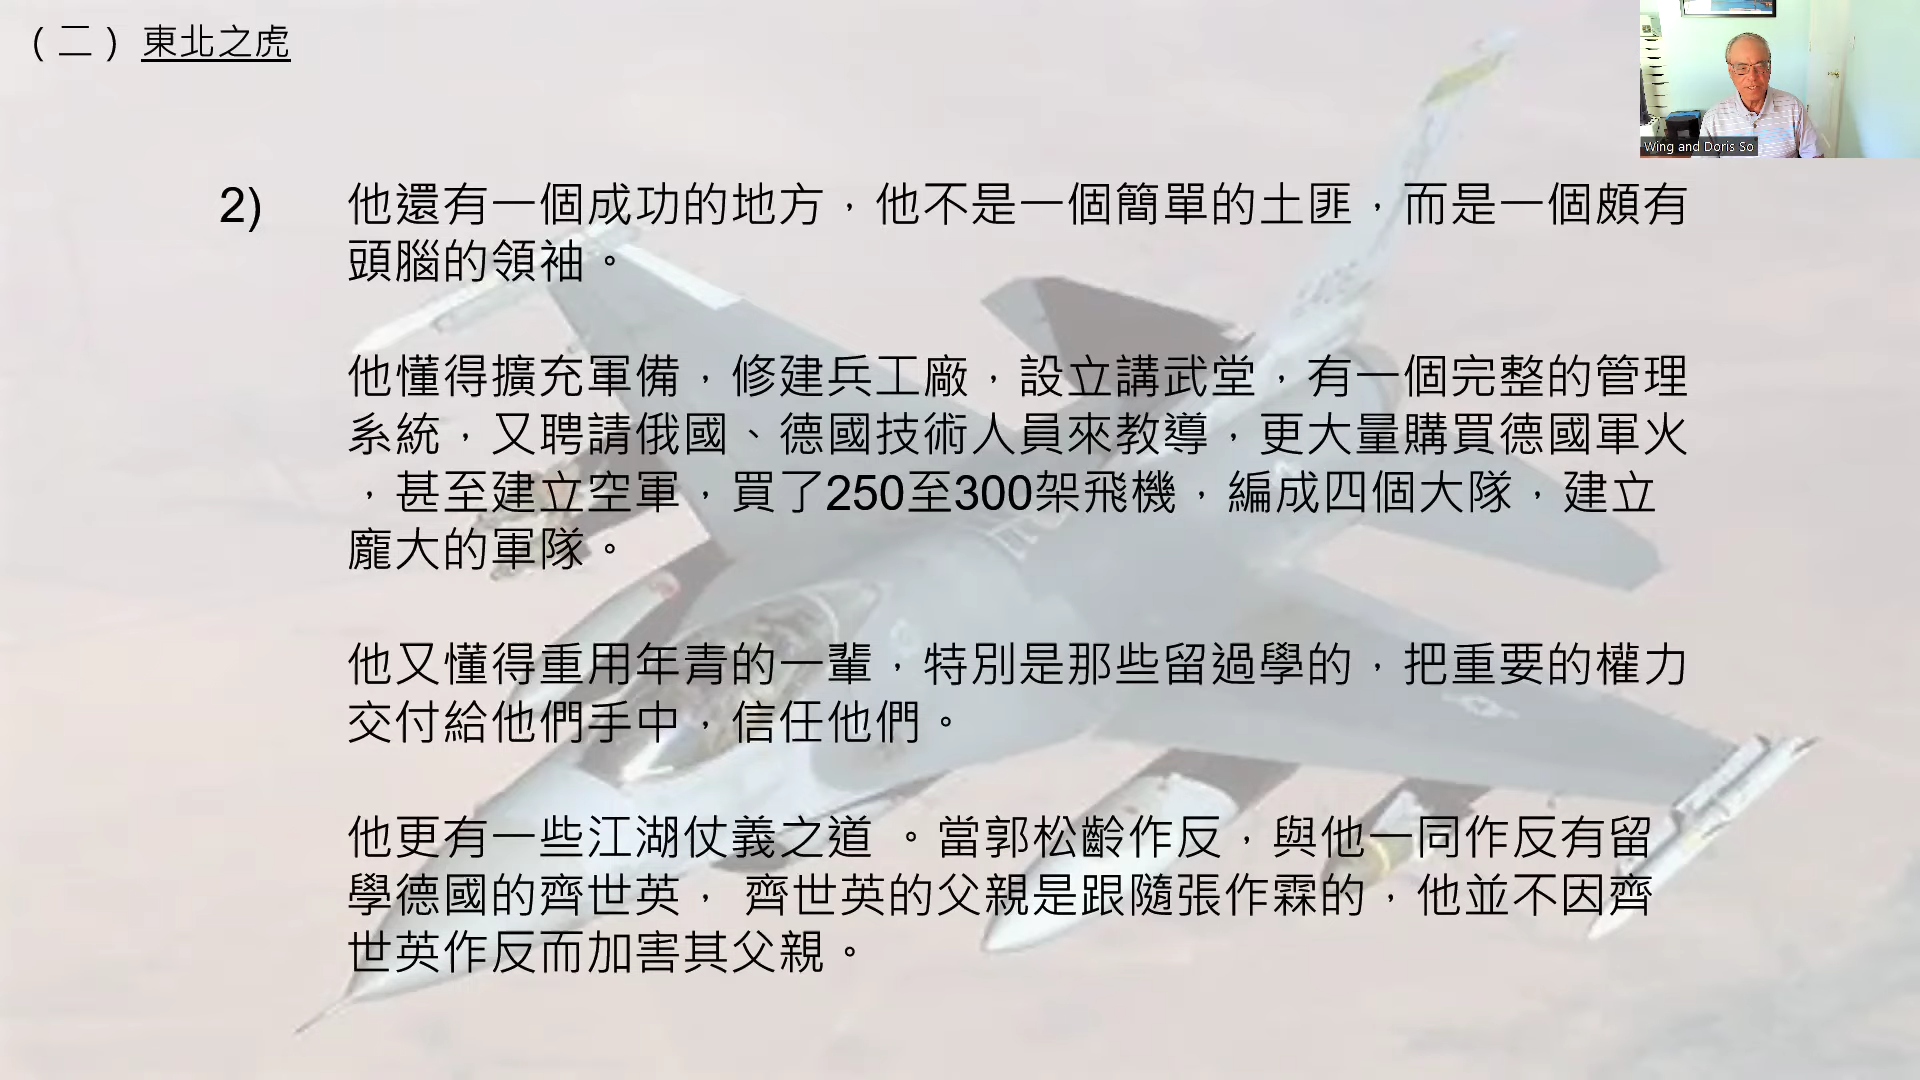 （二）東北之虎
Wing and Doris So
2) 他還有一個成功的地方，他不是一個簡單的土匪，而是一個頗有
頭腦的領袖。
他懂得擴充軍備，修建兵工廠，設立講武堂，有一個完整的管理
系統，又聘請俄國、德國技術人員來教導，更大量購買德國軍火
，甚至建立空軍，買了250至300架飛機，編成四個大隊，建立
龐大的軍隊。
他又懂得重用年青的一輩，特別是那些留過學的，把重要的權力
交付給他們手中，信任他們。
他更有一些江湖仗義之道 。當郭松齡作反，與他一同作反有留
學德國的齊世英， 齊世英的父親是跟隨張作霖的，他並不因齊
世英作反而加害其父親。